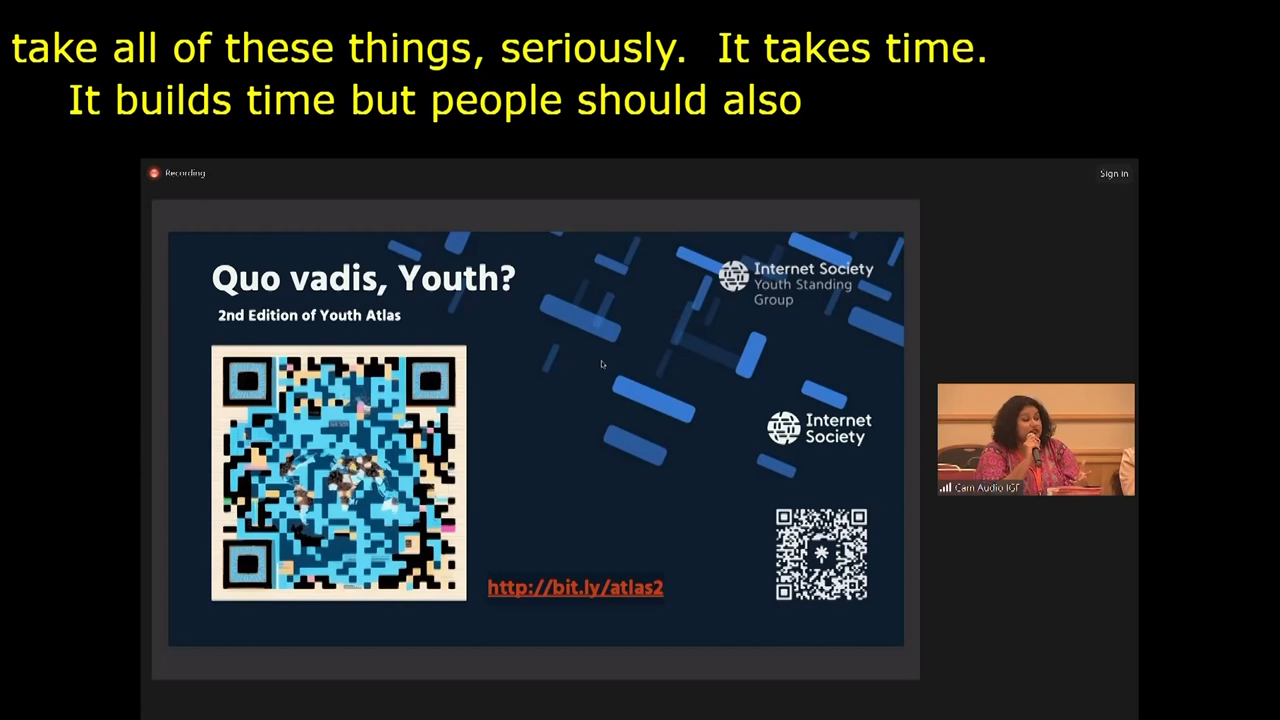 take all of these things, seriously.  It takes time.
It builds time but people should also
Recording
Sign in
Quo vadis, Youth?
2nd Edition of Youth Atlas
Internet Society
Youth Standing
Group
Internet
Society
http://bit.ly/atlas2
Cam Audio IGF